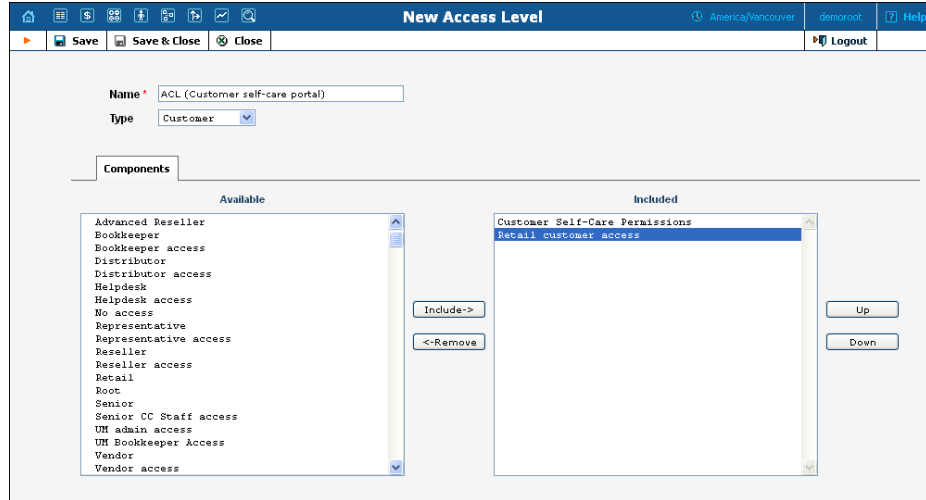 New Access Level
America/Vancouver
demoroot
? Help
Save
Save & Close
Close
Logout
Name *
ACL (Customer self-care portal)
Type
Customer
Components
Available
Included
Advanced Reseller
Bookkeeper
Bookkeeper access
Distributor
Distributor access
Helpdesk
Helpdesk access
No access
Representative
Representative access
Reseller
Reseller access
Retail
Root
Senior
Senior CC Staff access
UM admin access
UM Bookkeeper Access
Vendor
Vendor access
Include->
<-Remove
Customer Self-Care Permissions
Retail customer access
Up
Down